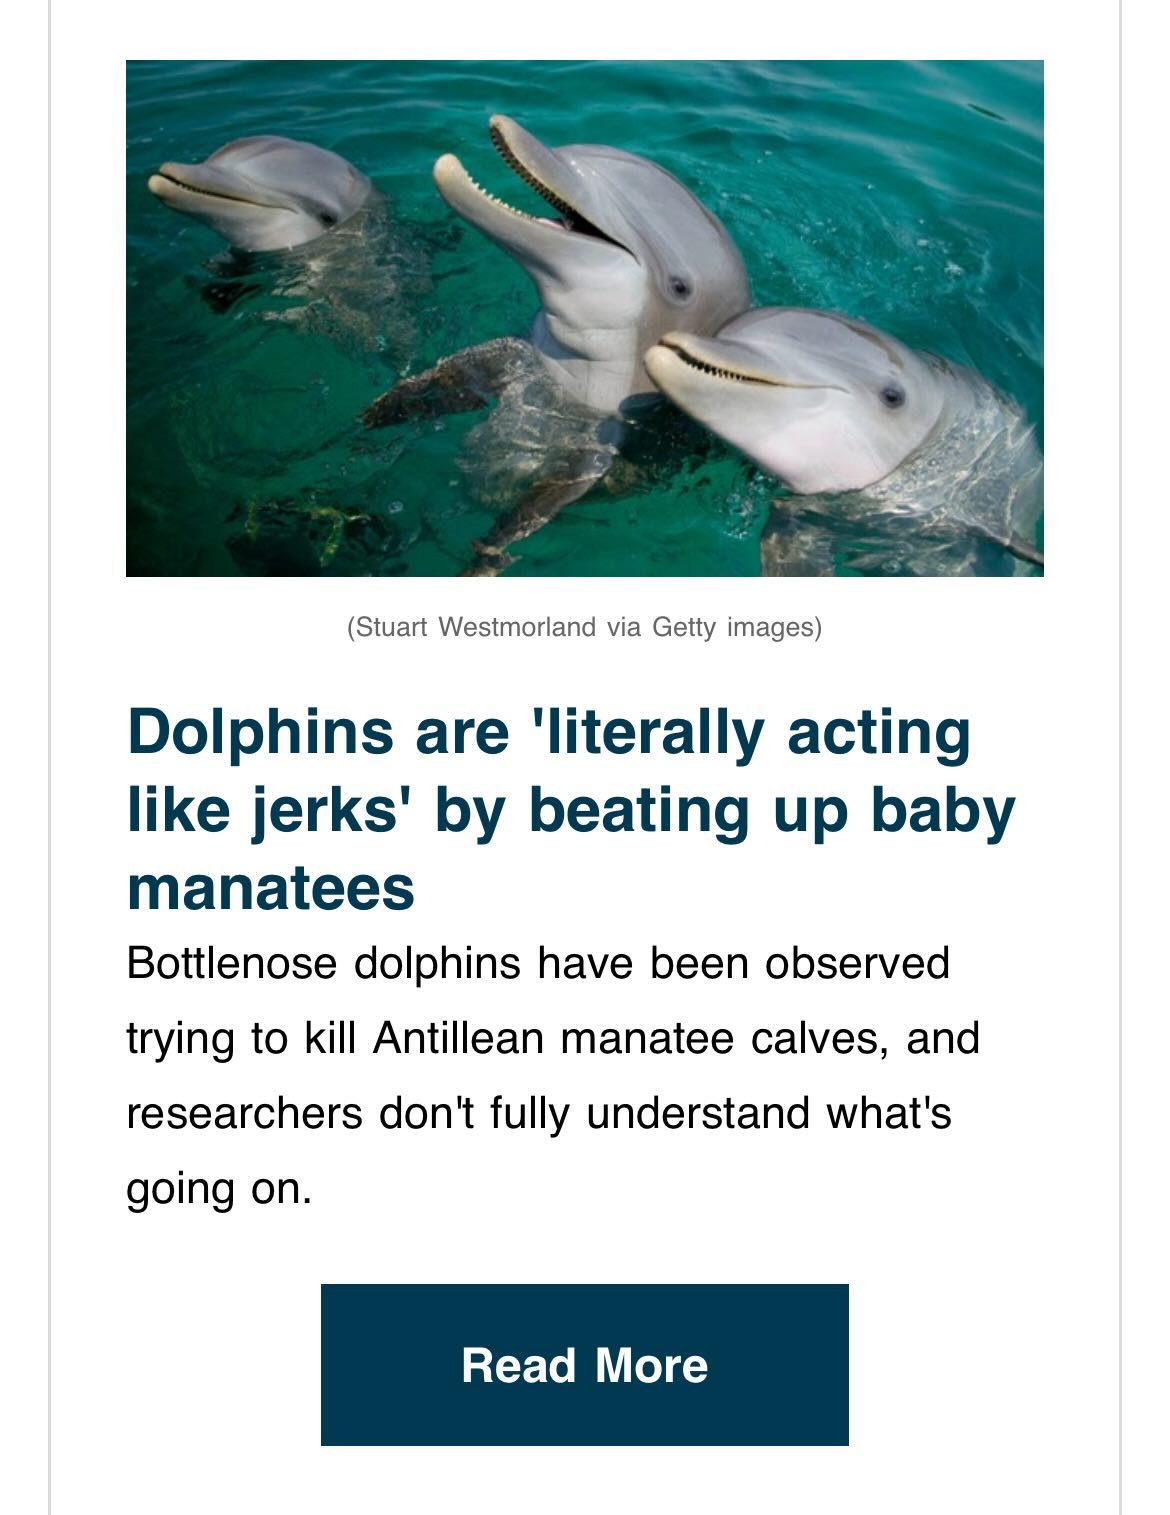 (Stuart Westmorland via Getty images)
Dolphins are 'literally acting
like jerks' by beating up baby
manatees
Bottlenose dolphins have been observed
trying to kill Antillean manatee calves, and
researchers don't fully understand what's
going on.
Read More